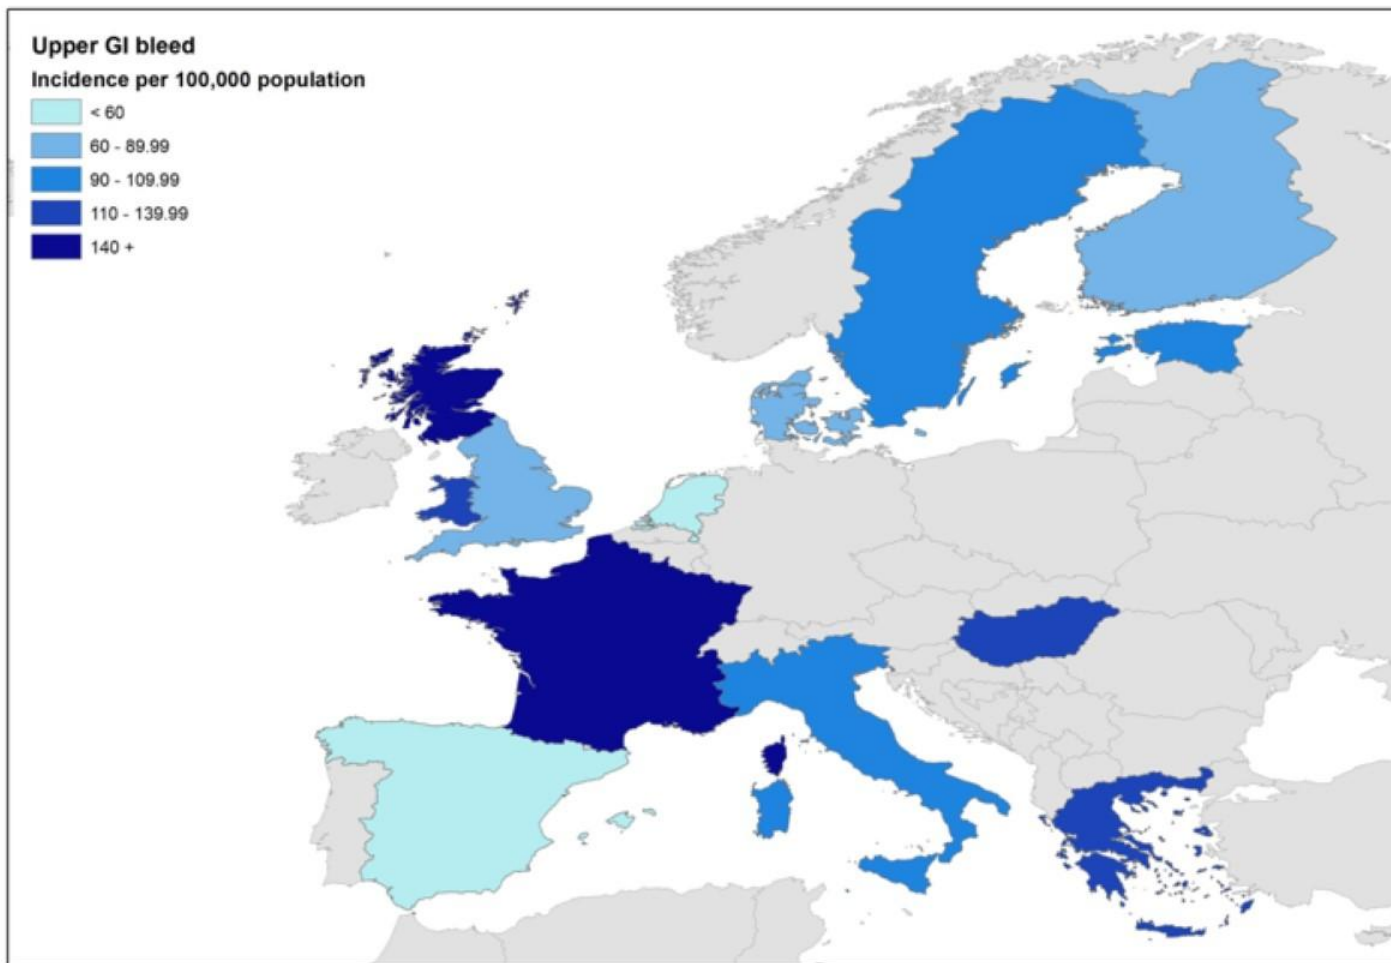 Upper GI bleed
Incidence per 100,000 population
< 60
60 - 89.99
90 - 109.99
110 - 139.99
140 +